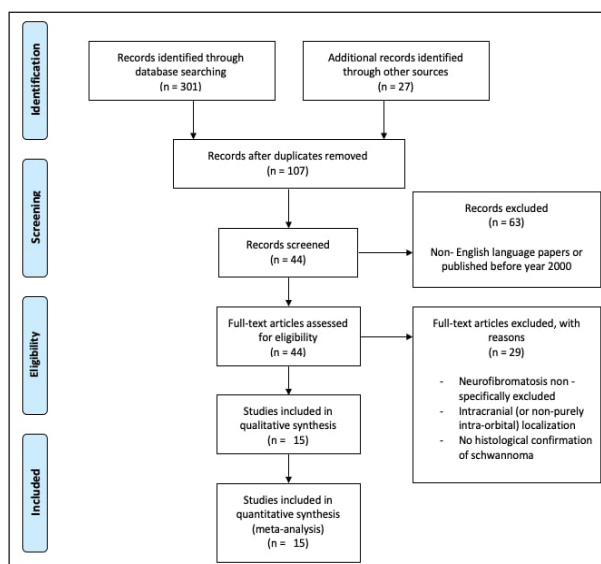 Identification
Records identified through
database searching
(n = 301)
Additional records identified
through other sources
(n = 27)
Records after duplicates removed
(n = 107)
Screening
Records screened
(n = 44)
Records excluded
(n = 63)
Non- English language papers or
published before year 2000
Eligibility
Full-text articles assessed
for eligibility
(n = 44)
Full-text articles excluded, with
reasons
(n = 29)
- Neurofibromatosis non -
specifically excluded
- Intracranial (or non-purely
intra-orbital) localization
- No histological confirmation
of schwannoma
Studies included in
qualitative synthesis
(n = 15)
Included
Studies included in
quantitative synthesis
(meta-analysis)
(n = 15)